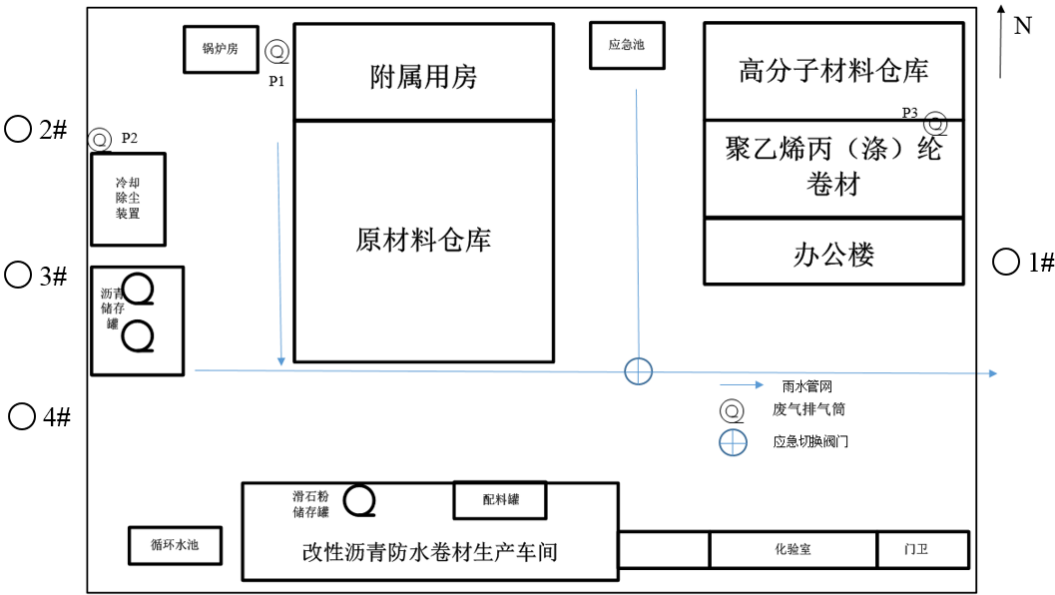 N
锅炉房
P1
附属用房
应急池
高分子材料仓库
2#
P2
P3
聚乙烯丙（涤）纶
卷材
冷却
除尘
装置
原材料仓库
办公楼
1#
3#
沥青
储存
罐
雨水管网
4#
废气排气筒
应急切换阀门
滑石粉
储存罐
配料罐
循环水池
改性沥青防水卷材生产车间
化验室
门卫